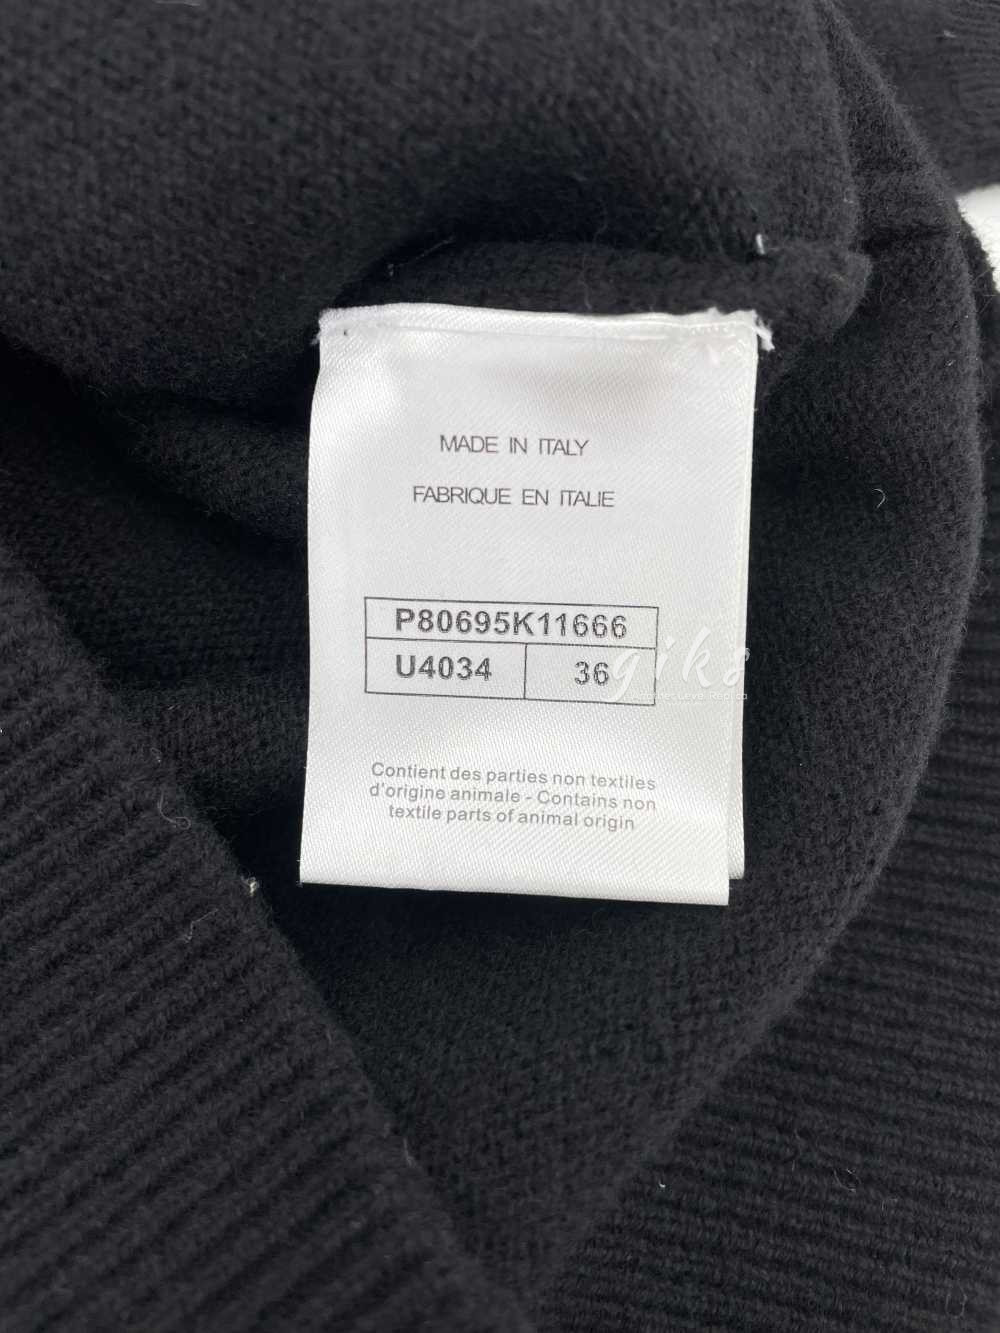 MADE IN ITALY
FABRIQUE EN ITALIE
P80695K11666
U4034 36
giks
Contient des parties non textiles
d'origine animale - Contains non
textile parts of animal origin